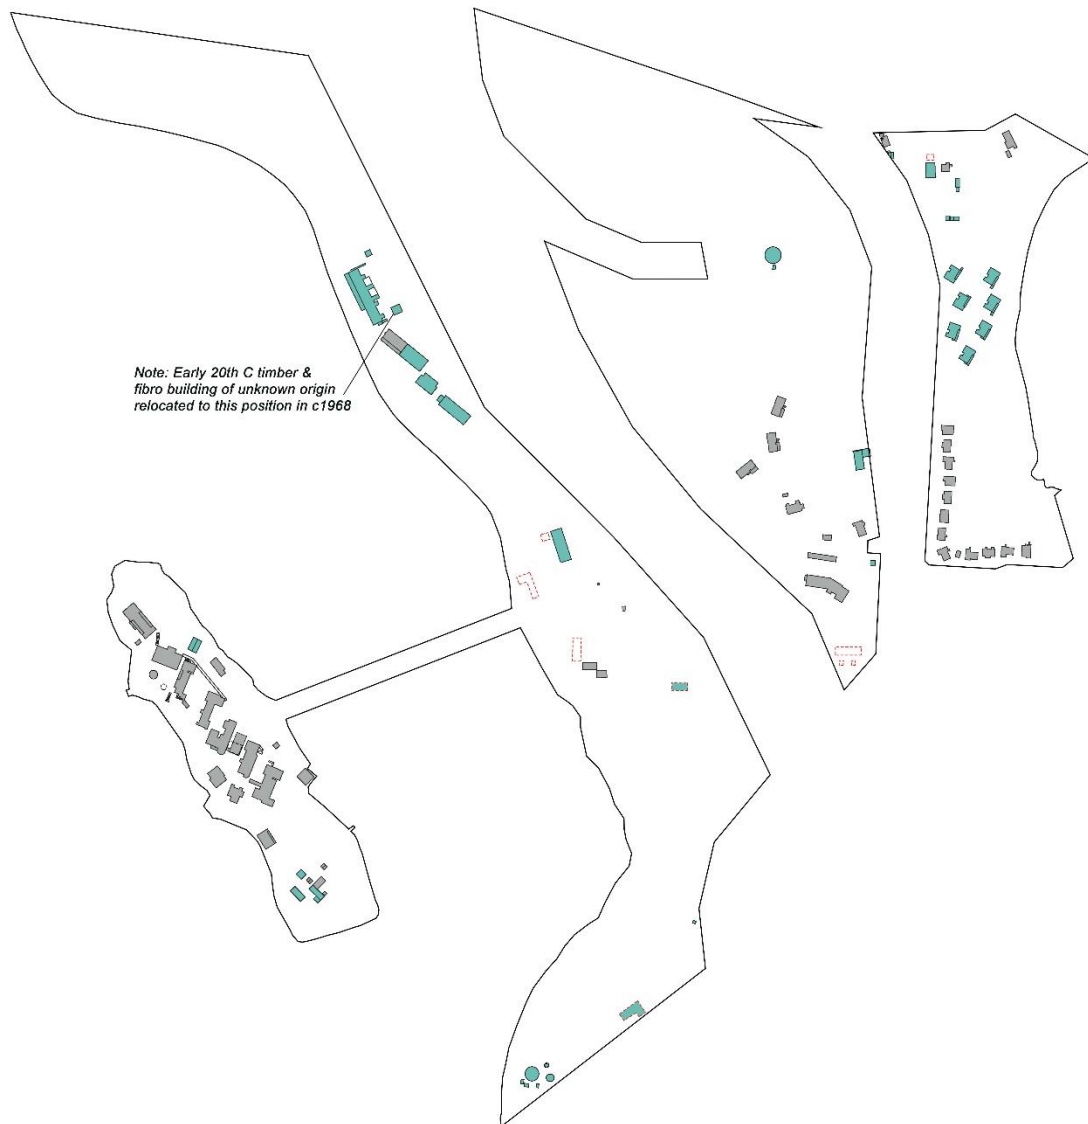 Note: Early 20th C timber &
fibro building of unknown origin
relocated to this position in c1968